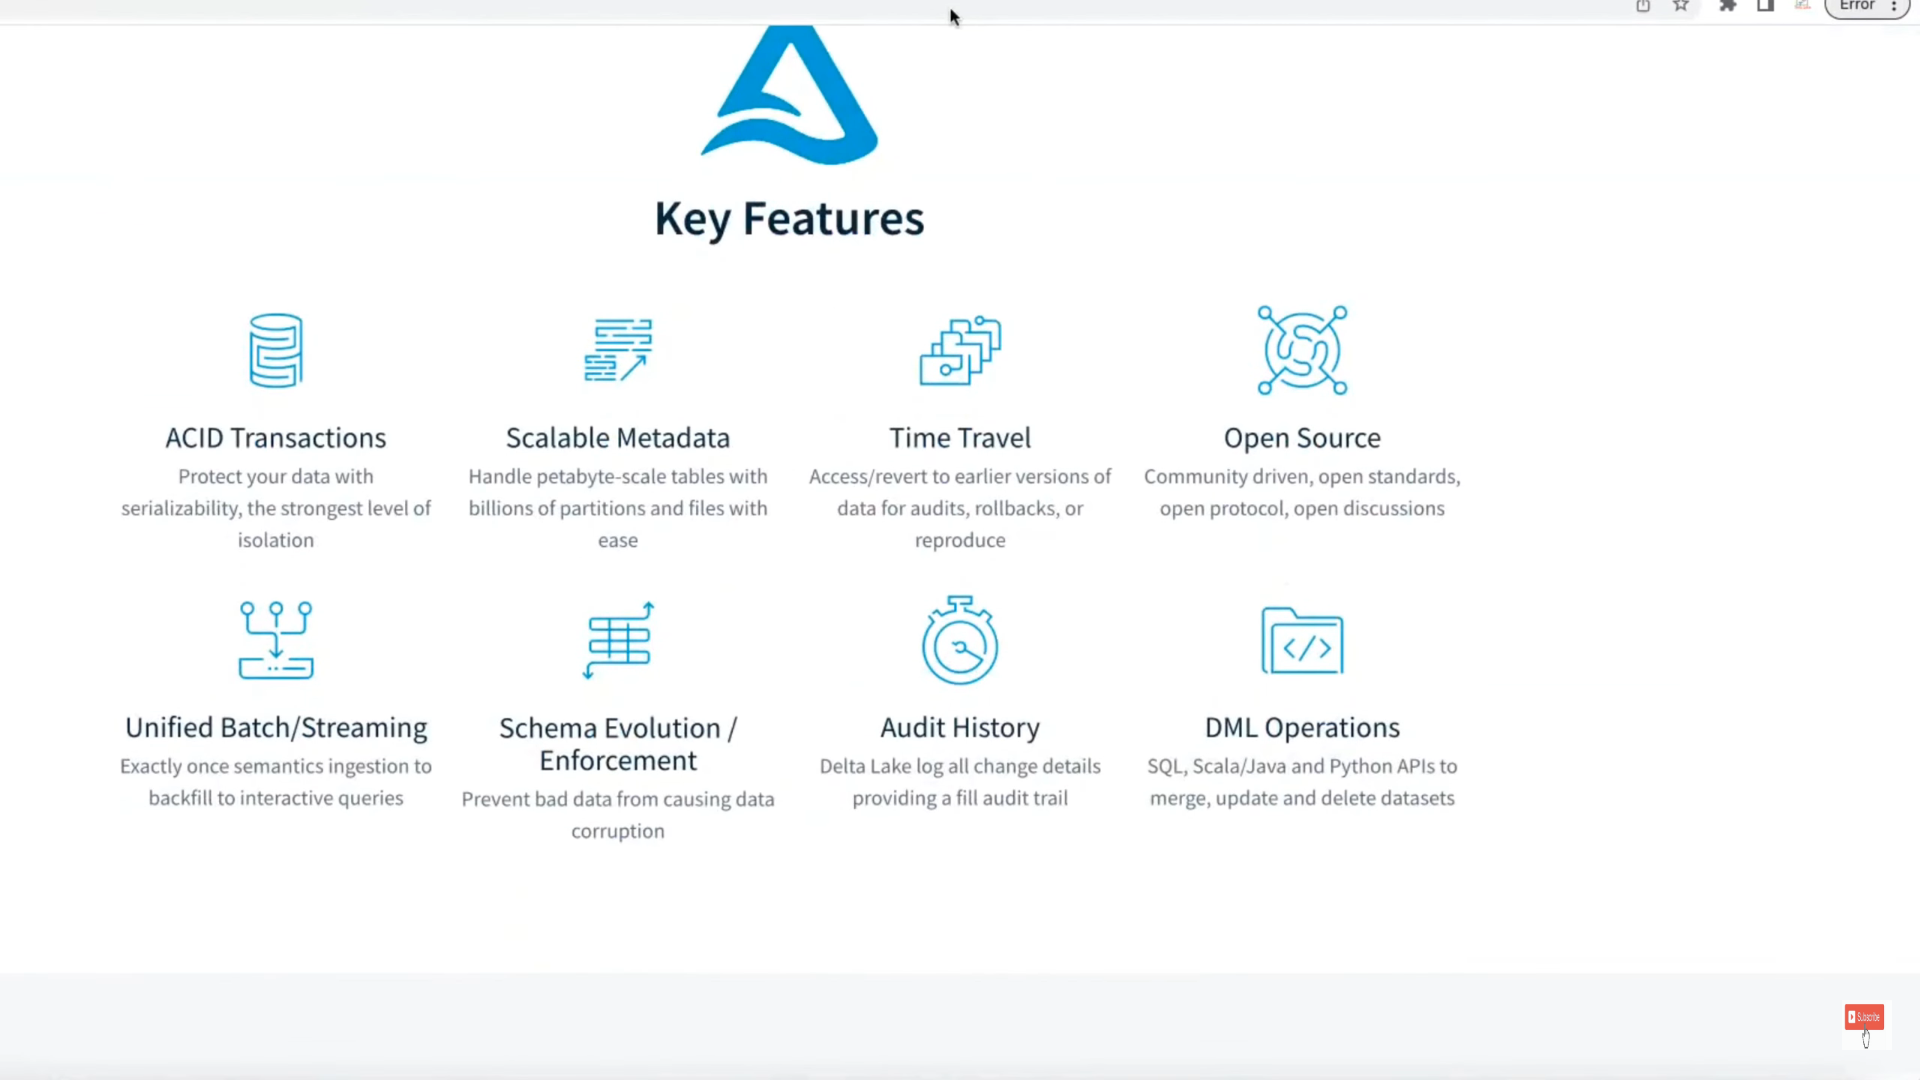 Error
Key Features
ACID Transactions
Protect your data with
serializability, the strongest level of
isolation
Scalable Metadata
Handle petabyte-scale tables with
billions of partitions and files with
ease
Time Travel
Access/revert to earlier versions of
data for audits, rollbacks, or
reproduce
Open Source
Community driven, open standards,
open protocol, open discussions
Unified Batch/Streaming
Exactly once semantics ingestion to
backfill to interactive queries
Schema Evolution /
Enforcement
Prevent bad data from causing data
corruption
Audit History
Delta Lake log all change details
providing a fill audit trail
DML Operations
SQL, Scala/Java and Python APIs to
merge, update and delete datasets
Subscribe